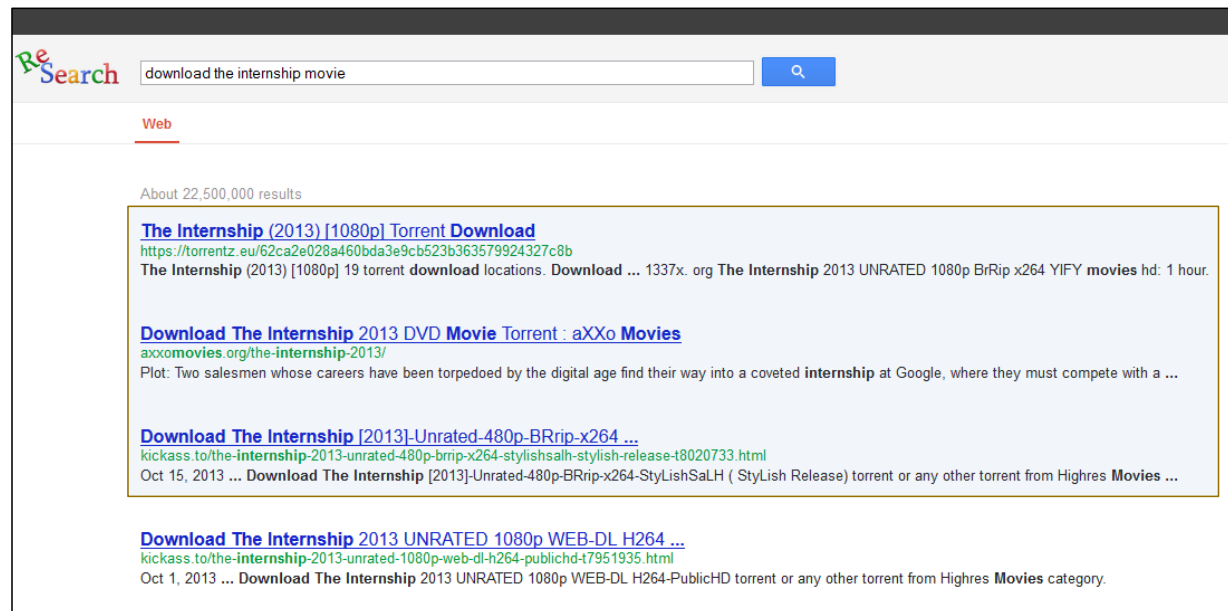 ReSearch
download the internship movie
Web
About 22,500,000 results
The Internship (2013) [1080p] Torrent Download
https://torrentz.eu/62ca2e028a460bda3e9cb523b363579924327c8b
The Internship (2013) [1080p] 19 torrent download locations. Download ... 1337x. org The Internship 2013 UNRATED 1080p BrRip x264 YIFY movies hd: 1 hour.
Download The Internship 2013 DVD Movie Torrent : aXXo Movies
axxomovies.org/the-internship-2013/
Plot: Two salesmen whose careers have been torpedoed by the digital age find their way into a coveted internship at Google, where they must compete with a ...
Download The Internship [2013]-Unrated-480p-BRrip-x264 ...
kickass.to/the-internship-2013-unrated-480p-brrip-x264-stylishsalh-stylish-release-t8020733.html
Oct 15, 2013 ... Download The Internship [2013]-Unrated-480p-BRrip-x264-StyLishSaLH ( StyLish Release) torrent or any other torrent from Highres Movies ...
Download The Internship 2013 UNRATED 1080p WEB-DL H264 ...
kickass.to/the-internship-2013-unrated-1080p-web-dl-h264-publichd-t7951935.html
Oct 1, 2013 ... Download The Internship 2013 UNRATED 1080p WEB-DL H264-PublicHD torrent or any other torrent from Highres Movies category.